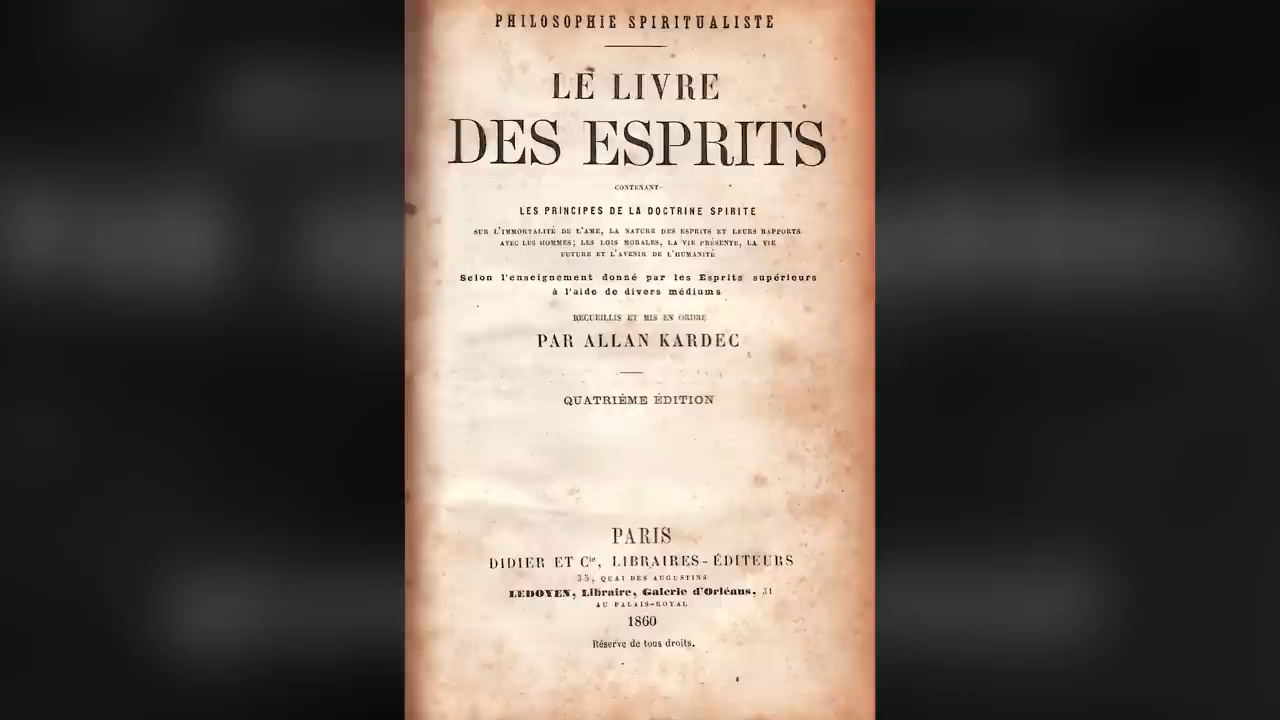 PHILOSOPHIE SPIRITUALISTE
LE LIVRE
DES ESPRITS
CONTENANT
LES PRINCIPES DE LA DOCTRINE SPIRITE
SUR L'IMMORTALITÉ DE L'AME, LA NATURE DES ESPRITS ET LEURS RAPPORTS
AVEC LES HOMMES; LES LOIS MORALES, LA VIE PRÉSENTE, LA VIE
FUTURE ET L'AVENIR DE L'HUMANITÉ
Selon l'enseignement donné par les Esprits supérieurs
à l'aide de divers médiums
RECUEILLIS ET MIS EN ORDRE
PAR ALLAN KARDEC
QUATRIÈME ÉDITION
PARIS
DIDIER ET Cie, LIBRAIRES-ÉDITEURS
35, QUAI DES AUGUSTINS
LEDOYEN, Libraire, Galerie d'Orléans, 31
AU PALAIS-ROYAL
1860
Réserve de tous droits.